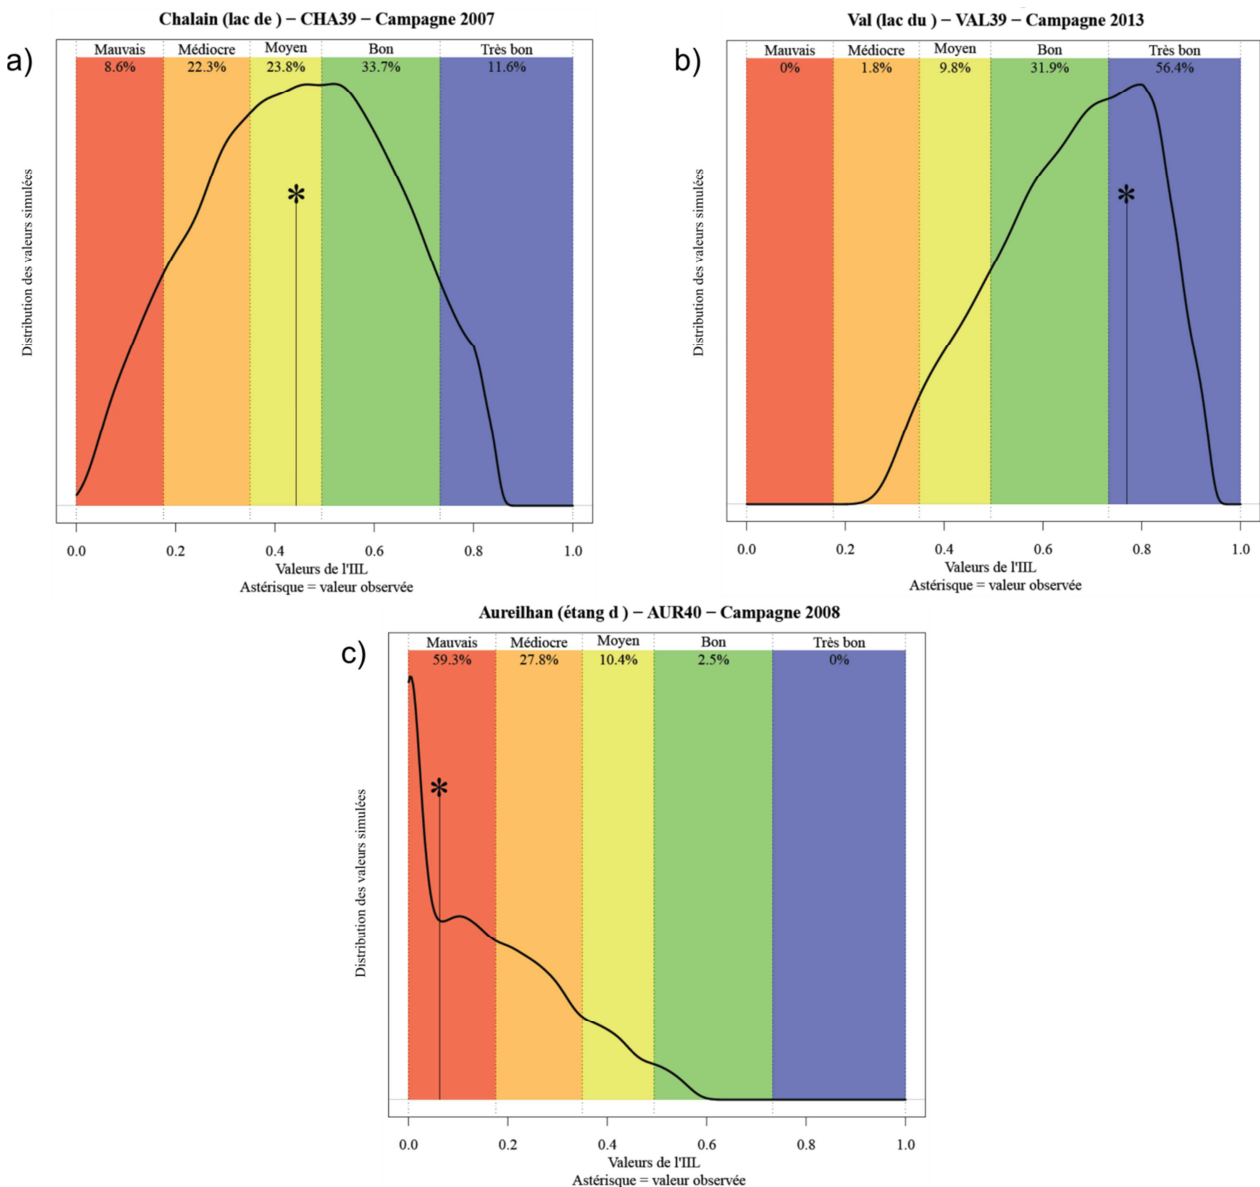 Chalain (lac de ) – CHA39 – Campagne 2007
a)
Mauvais Médiocre Moyen Bon Très bon
8.6% 22.3% 23.8% 33.7% 11.6%
Distribution des valeurs simulées
*
0.0 0.2 0.4 0.6 0.8 1.0
Valeurs de l'IIL
Astérisque = valeur observée
Val (lac du ) – VAL39 – Campagne 2013
b)
Mauvais Médiocre Moyen Bon Très bon
0% 1.8% 9.8% 31.9% 56.4%
Distribution des valeurs simulées
*
0.0 0.2 0.4 0.6 0.8 1.0
Valeurs de l'IIL
Astérisque = valeur observée
Aureilhan (étang d ) – AUR40 – Campagne 2008
c)
Mauvais Médiocre Moyen Bon Très bon
59.3% 27.8% 10.4% 2.5% 0%
Distribution des valeurs simulées
*
0.0 0.2 0.4 0.6 0.8 1.0
Valeurs de l'IIL
Astérisque = valeur observée